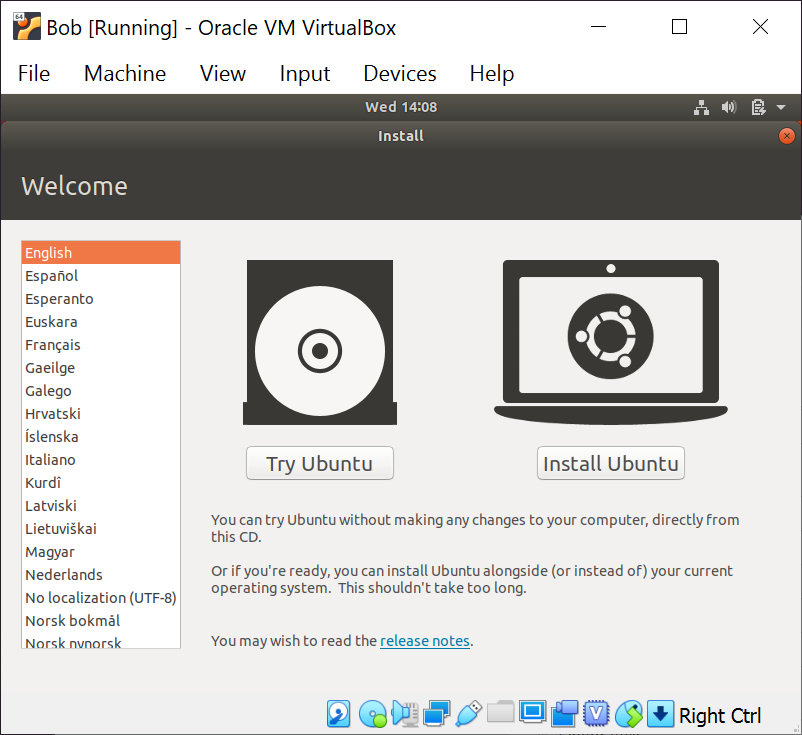 Bob [Running] - Oracle VM VirtualBox
File Machine View Input Devices Help
Wed 14:08
Install
Welcome
English
Español
Esperanto
Euskara
Français
Gaeilge
Galego
Hrvatski
Íslenska
Italiano
Kurdî
Latviski
Lietuviškai
Magyar
Nederlands
No localization (UTF-8)
Norsk bokmål
Norsk nynorsk
Try Ubuntu
Install Ubuntu
You can try Ubuntu without making any changes to your computer, directly from
this CD.
Or if you're ready, you can install Ubuntu alongside (or instead of) your current
operating system. This shouldn't take too long.
You may wish to read the release notes.
Right Ctrl